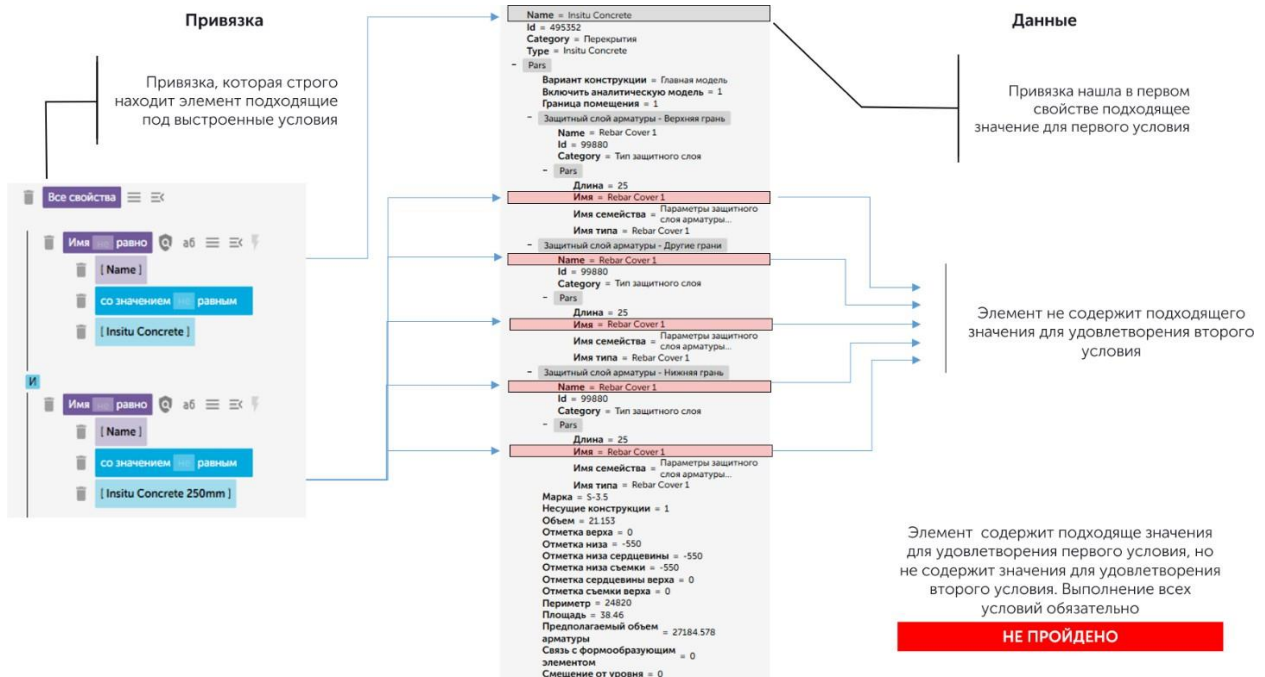 Привязка
Привязка, которая строго
находит элемент подходящие
под выстроенные условия
Все свойства
Имя не равно аб
[ Name ]
со значением не равным
[ Insitu Concrete ]
И
Имя не равно аб
[ Name ]
со значением не равным
[ Insitu Concrete 250mm ]
Name = Insitu Concrete
Id = 495352
Category = Перекрытия
Type = Insitu Concrete
- Pars
Вариант конструкции = Главная модель
Включить аналитическую модель = 1
Граница помещения = 1
- Защитный слой арматуры - Верхняя грань
Name = Rebar Cover 1
Id = 99880
Category = Тип защитного слоя
- Pars
Длина = 25
Имя = Rebar Cover 1
Имя семейства = Параметры защитного
слоя арматуры...
Имя типа = Rebar Cover 1
- Защитный слой арматуры - Другие грани
Name = Rebar Cover 1
Id = 99880
Category = Тип защитного слоя
- Pars
Длина = 25
Имя = Rebar Cover 1
Имя семейства = Параметры защитного
слоя арматуры...
Имя типа = Rebar Cover 1
- Защитный слой арматуры - Нижняя грань
Name = Rebar Cover 1
Id = 99880
Category = Тип защитного слоя
- Pars
Длина = 25
Имя = Rebar Cover 1
Имя семейства = Параметры защитного
слоя арматуры...
Имя типа = Rebar Cover 1
Марка = S-3.5
Несущие конструкции = 1
Объем = 21.153
Отметка верха = 0
Отметка низа = -550
Отметка низа сердцевины = -550
Отметка низа съемки = -550
Отметка сердцевины верха = 0
Отметка съемки верха = 0
Периметр = 24820
Площадь = 38.46
Предполагаемый объем
арматуры = 27184.578
Связь с формообразующим
элементом = 0
Смещение от уровня = 0
Данные
Привязка нашла в первом
свойстве подходящее
значение для первого условия
Элемент не содержит подходящего
значения для удовлетворения второго
условия
Элемент содержит подходяще значения
для удовлетворения первого условия, но
не содержит значения для удовлетворения
второго условия. Выполнение всех
условий обязательно
НЕ ПРОЙДЕНО